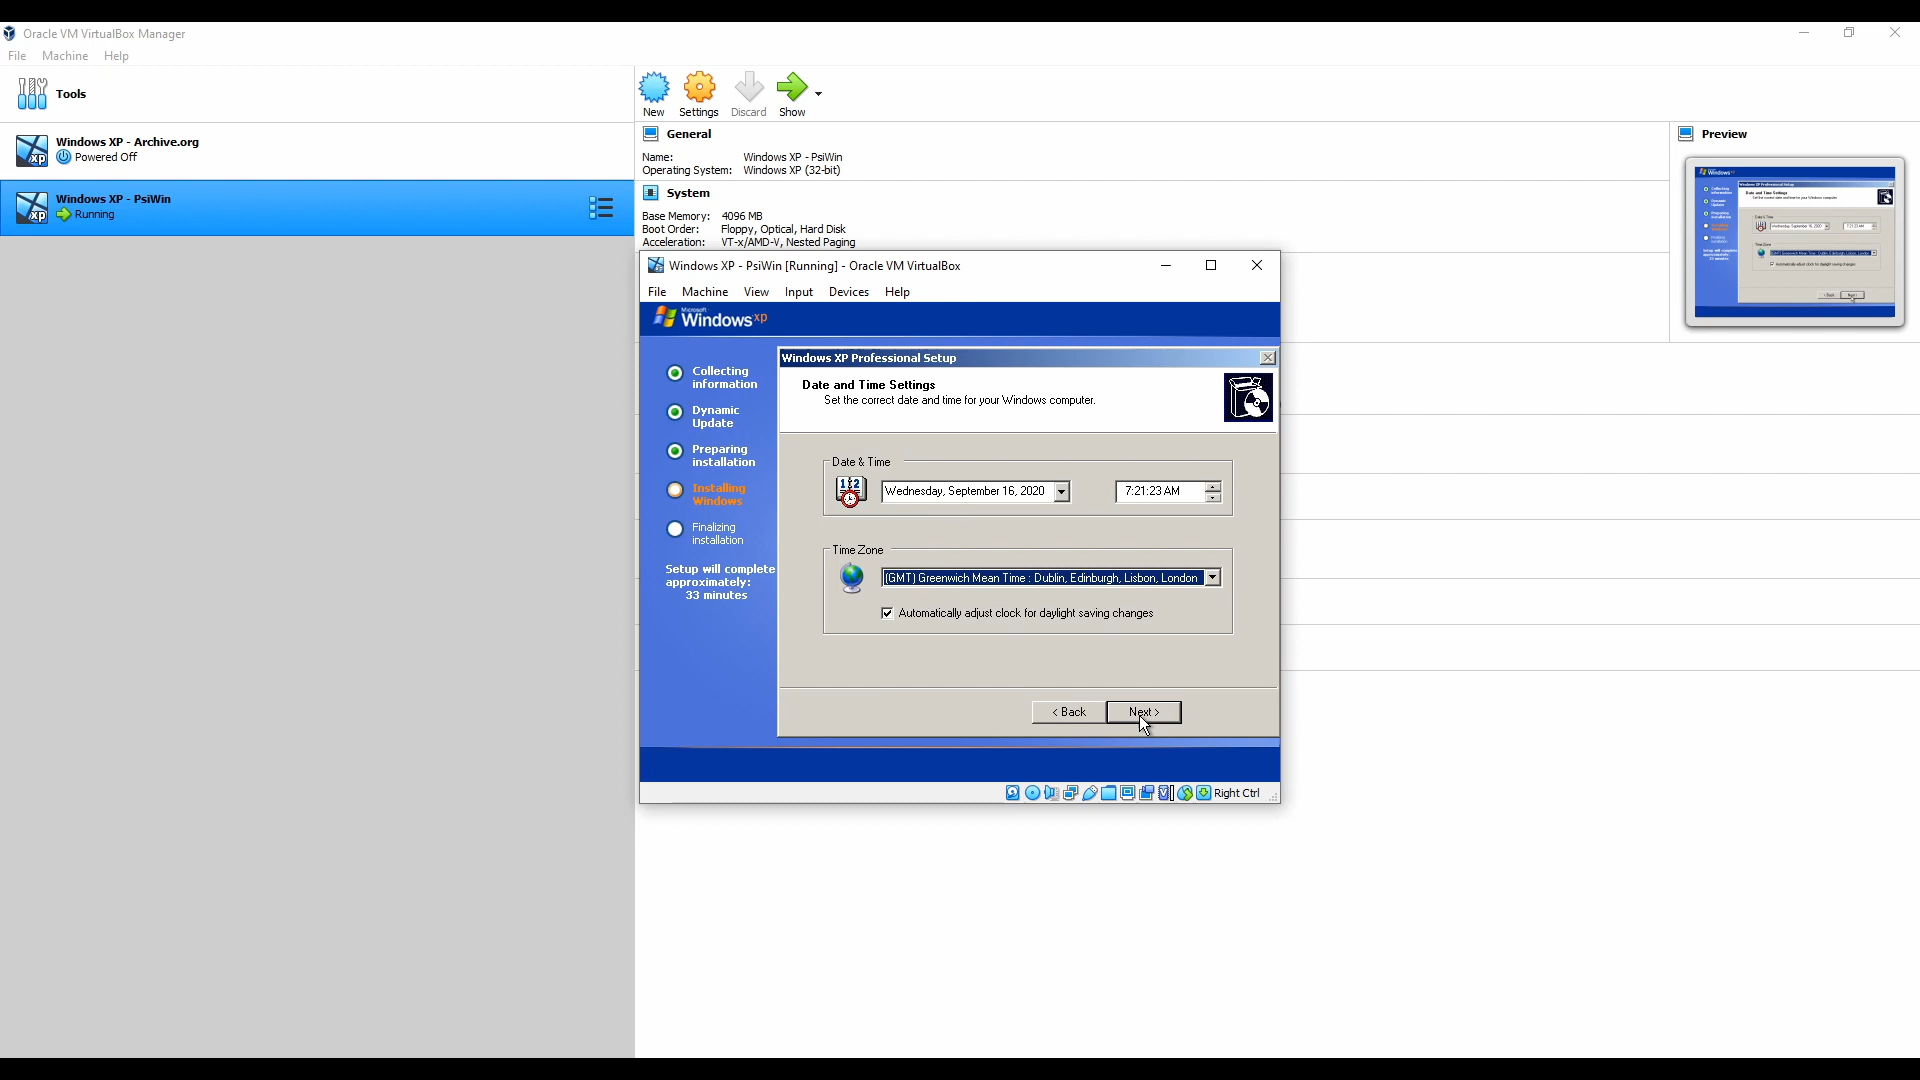 Oracle VM VirtualBox Manager
File Machine Help
Tools
Windows XP - Archive.org
Powered Off
Windows XP - PsiWin
Running
New Settings Discard Show
General
Name: Windows XP - PsiWin
Operating System: Windows XP (32-bit)
System
Base Memory: 4096 MB
Boot Order: Floppy, Optical, Hard Disk
Acceleration: VT-x/AMD-V, Nested Paging
Preview
Windows XP - PsiWin [Running] - Oracle VM VirtualBox
File Machine View Input Devices Help
Microsoft
Windows xp
Collecting
information
Dynamic
Update
Preparing
installation
Installing
Windows
Finalizing
installation
Setup will complete
approximately:
33 minutes
Windows XP Professional Setup
Date and Time Settings
Set the correct date and time for your Windows computer.
Date & Time
12
Wednesday, September 16, 2020 7:21:23 AM
Time Zone
(GMT) Greenwich Mean Time : Dublin, Edinburgh, Lisbon, London
Automatically adjust clock for daylight saving changes
< Back Next >
Right Ctrl